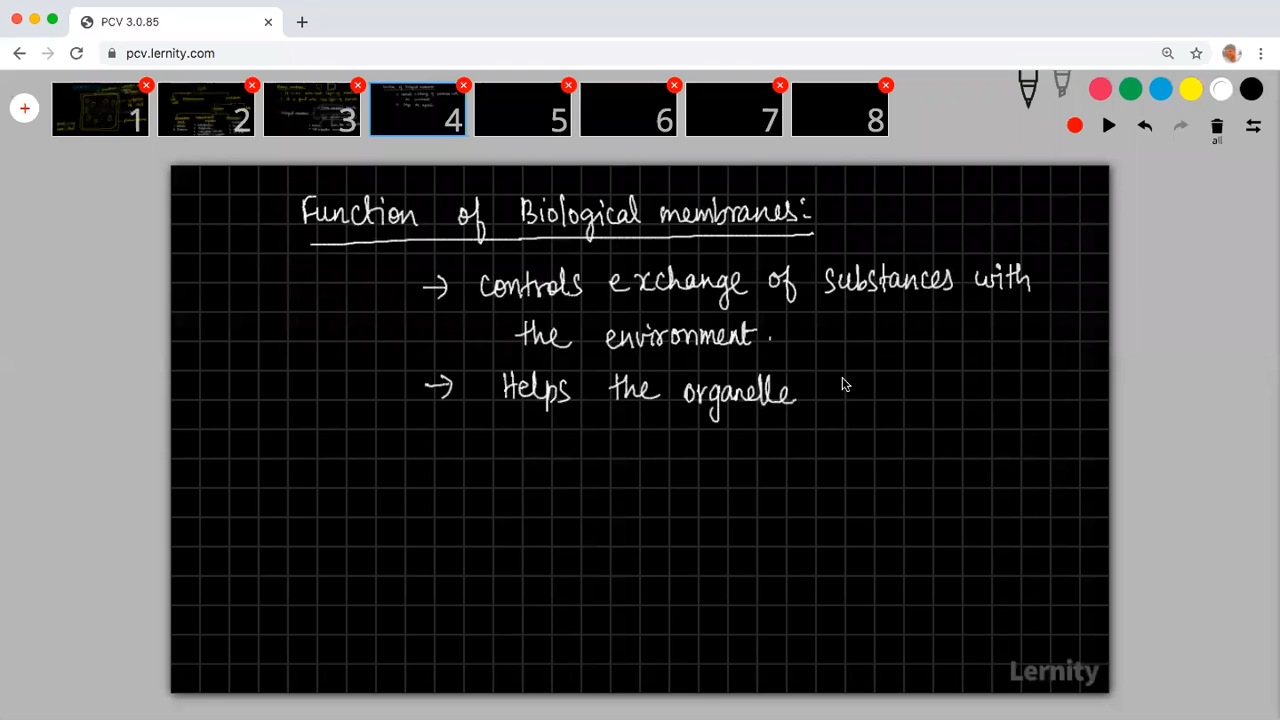 PCV 3.0.85
pcv.lernity.com
1 2 3 4 5 6 7 8
all
Function of Biological membranes:
→ controls exchange of substances with
the environment.
→ Helps the organelle
Lernity